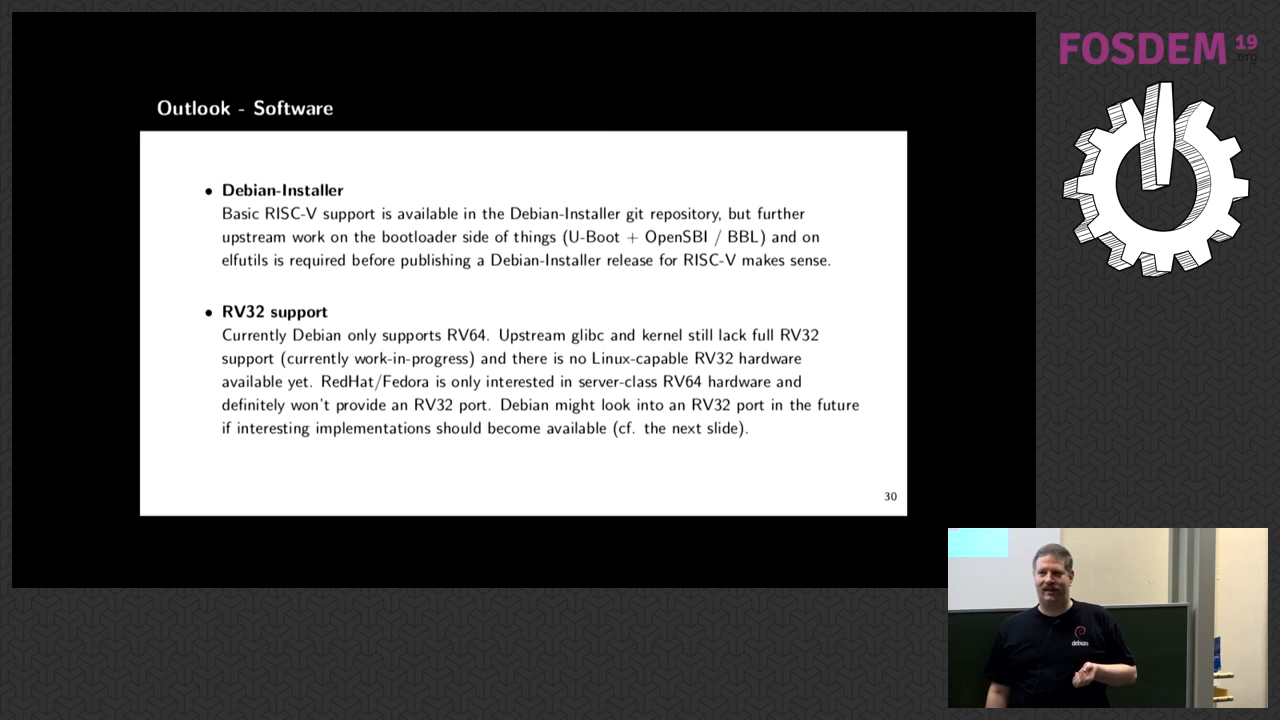 FOSDEM 19
.org
Outlook - Software
• Debian-Installer
Basic RISC-V support is available in the Debian-Installer git repository, but further
upstream work on the bootloader side of things (U-Boot + OpenSBI / BBL) and on
elfutils is required before publishing a Debian-Installer release for RISC-V makes sense.
• RV32 support
Currently Debian only supports RV64. Upstream glibc and kernel still lack full RV32
support (currently work-in-progress) and there is no Linux-capable RV32 hardware
available yet. RedHat/Fedora is only interested in server-class RV64 hardware and
definitely won't provide an RV32 port. Debian might look into an RV32 port in the future
if interesting implementations should become available (cf. the next slide).
30
debian